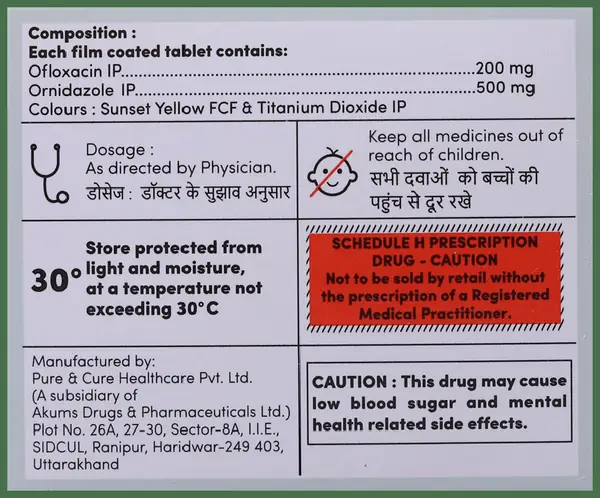 Composition :
Each film coated tablet contains:
Ofloxacin IP..................................................................200 mg
Ornidazole IP................................................................500 mg
Colours : Sunset Yellow FCF & Titanium Dioxide IP
Dosage :
As directed by Physician.
डोसेज : डॉक्टर के सुझाव अनुसार
Keep all medicines out of
reach of children.
सभी दवाओं को बच्चों की
पहुंच से दूर रखे
30°
Store protected from
light and moisture,
at a temperature not
exceeding 30°C
SCHEDULE H PRESCRIPTION
DRUG - CAUTION
Not to be sold by retail without
the prescription of a Registered
Medical Practitioner.
Manufactured by:
Pure & Cure Healthcare Pvt. Ltd.
(A subsidiary of
Akums Drugs & Pharmaceuticals Ltd.)
Plot No. 26A, 27-30, Sector-8A, I.I.E.,
SIDCUL, Ranipur, Haridwar-249 403,
Uttarakhand
CAUTION : This drug may cause
low blood sugar and mental
health related side effects.